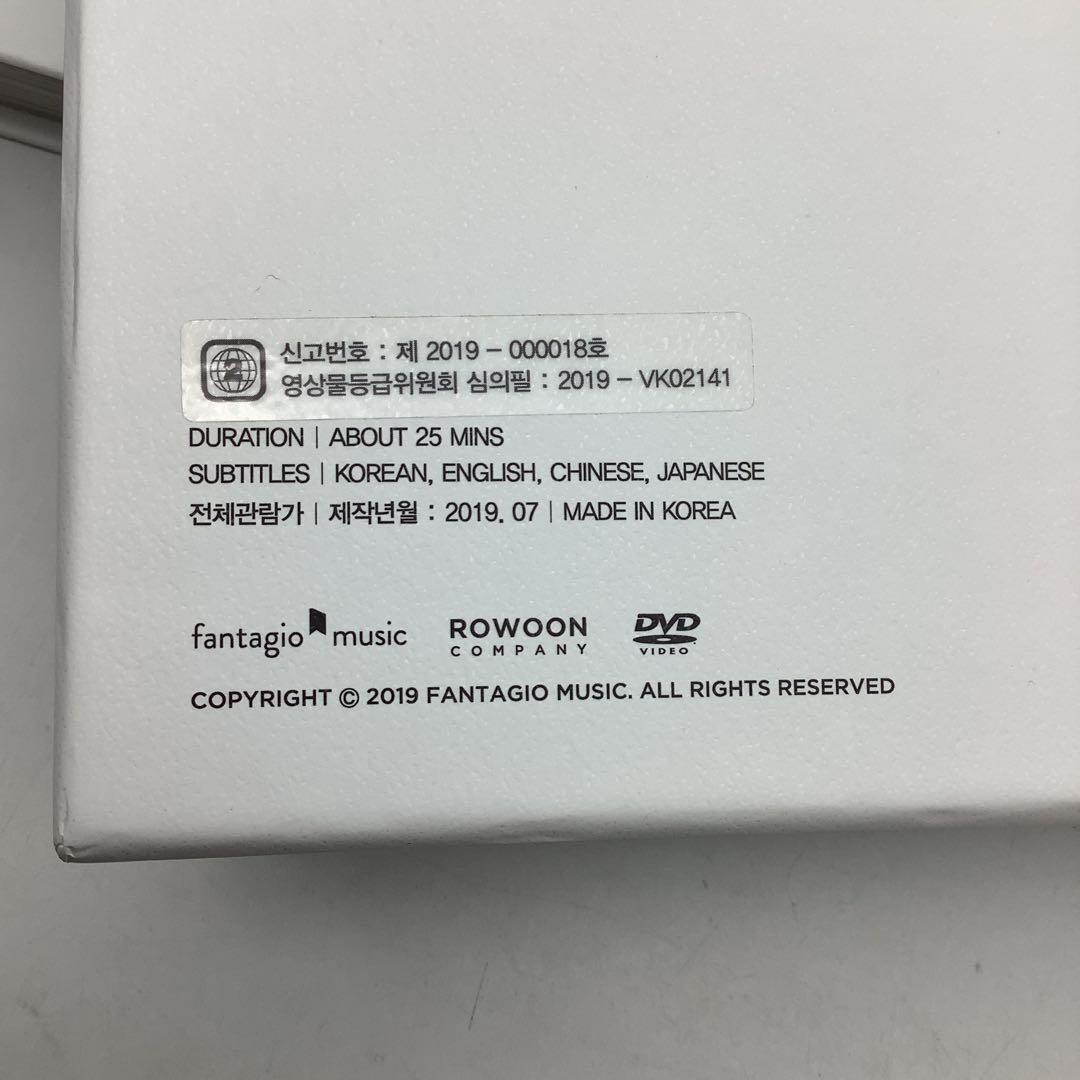 2
신고번호 : 제 2019 - 000018호
영상물등급위원회 심의필 : 2019 - VK02141
DURATION | ABOUT 25 MINS
SUBTITLES | KOREAN, ENGLISH, CHINESE, JAPANESE
전체관람가 | 제작년월 : 2019. 07 | MADE IN KOREA
fantagio music ROWOON COMPANY DVD VIDEO
COPYRIGHT © 2019 FANTAGIO MUSIC. ALL RIGHTS RESERVED